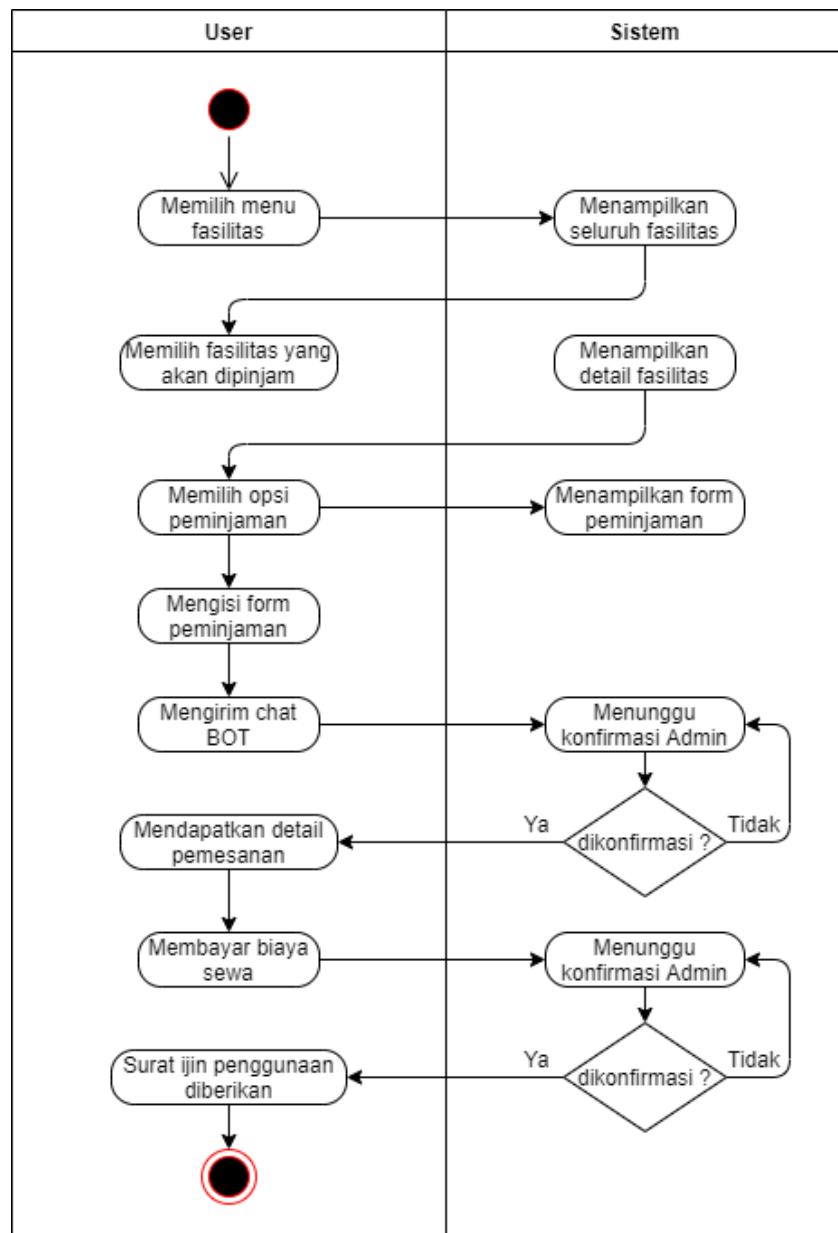 User
Sistem
Memilih menu
fasilitas
Menampilkan
seluruh fasilitas
Memilih fasilitas yang
akan dipinjam
Menampilkan
detail fasilitas
Memilih opsi
peminjaman
Menampilkan form
peminjaman
Mengisi form
peminjaman
Mengirim chat
BOT
Menunggu
konfirmasi Admin
Mendapatkan detail
pemesanan
Ya
dikonfirmasi ?
Tidak
Membayar biaya
sewa
Menunggu
konfirmasi Admin
Surat ijin penggunaan
diberikan
Ya
dikonfirmasi ?
Tidak